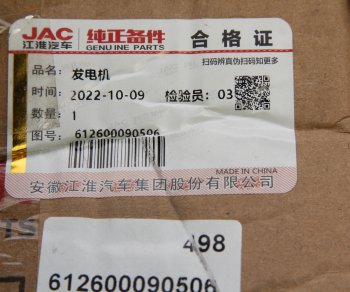 JAC 纯正备件 合格证
江淮汽车 GENUINE PARTS
扫码辨真伪扫码知更多
品名: 发电机
时间: 2022-10-09 检验员: 03
数量: 1
图号: 612600090506
MADE IN CHINA
安徽江淮汽车集团股份有限公司
498
612600090506